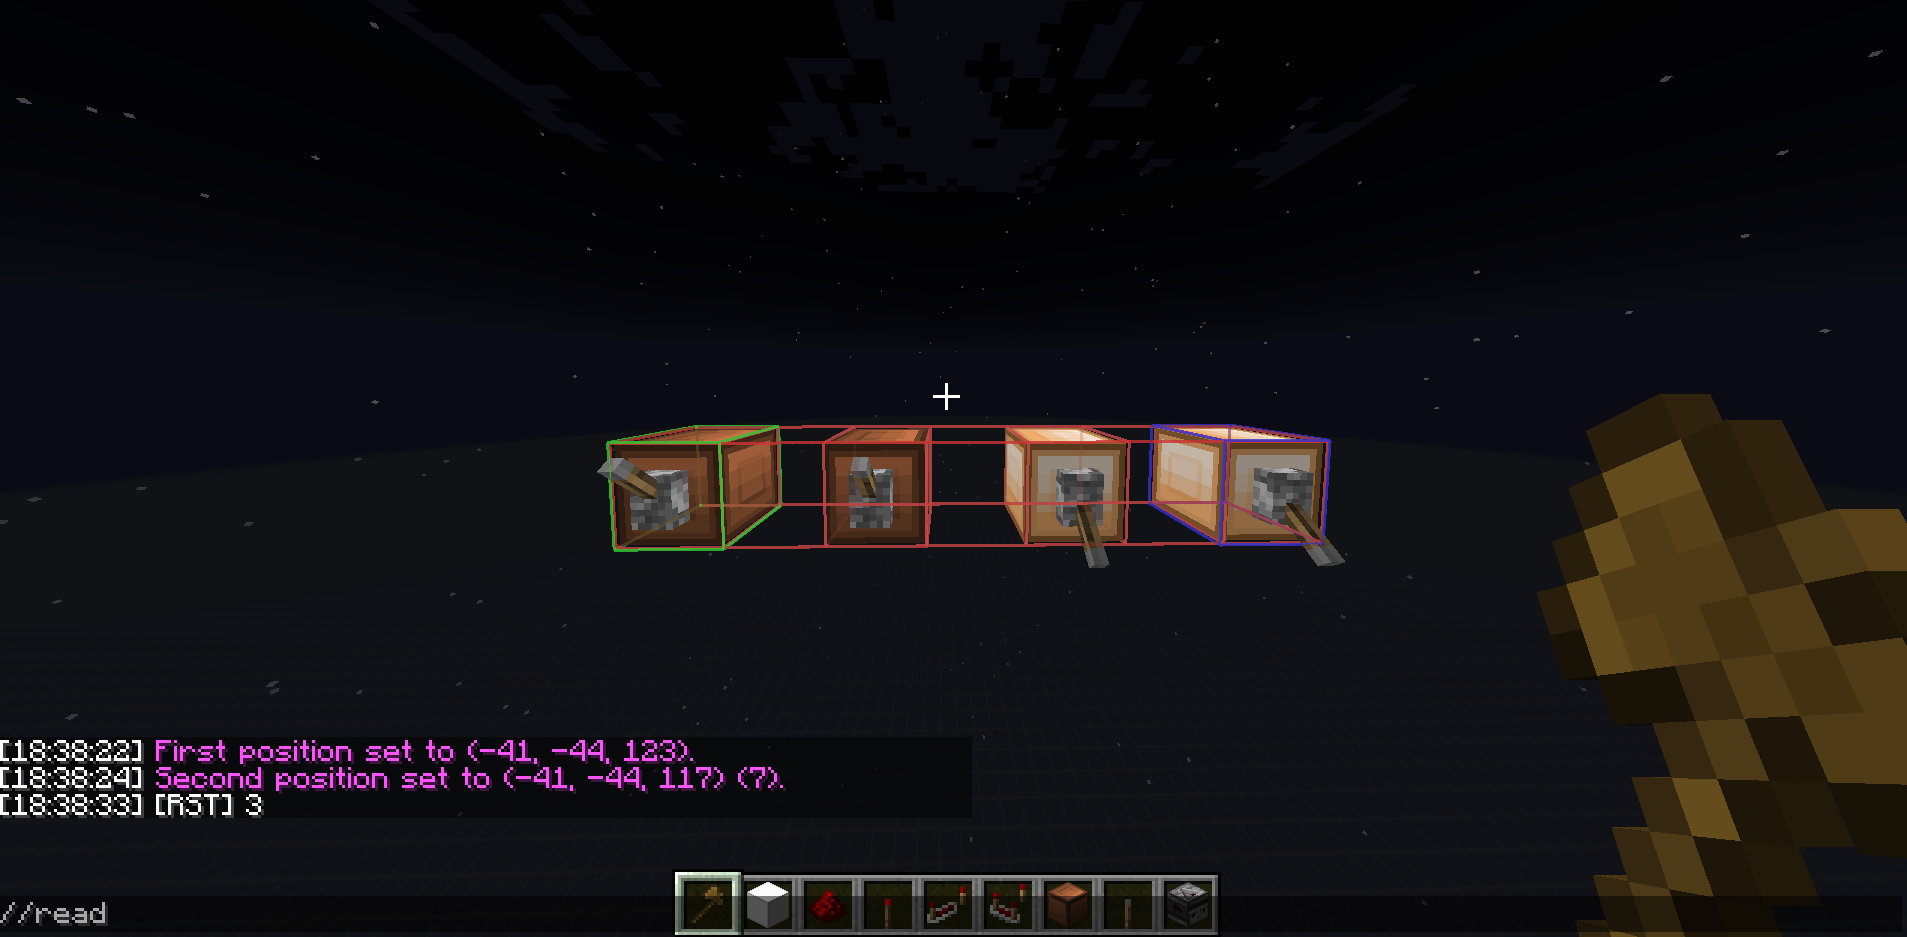 [18:38:22] First position set to (-41, -44, 123).
[18:38:24] Second position set to (-41, -44, 117) (7).
[18:38:33] [RST] 3
//read